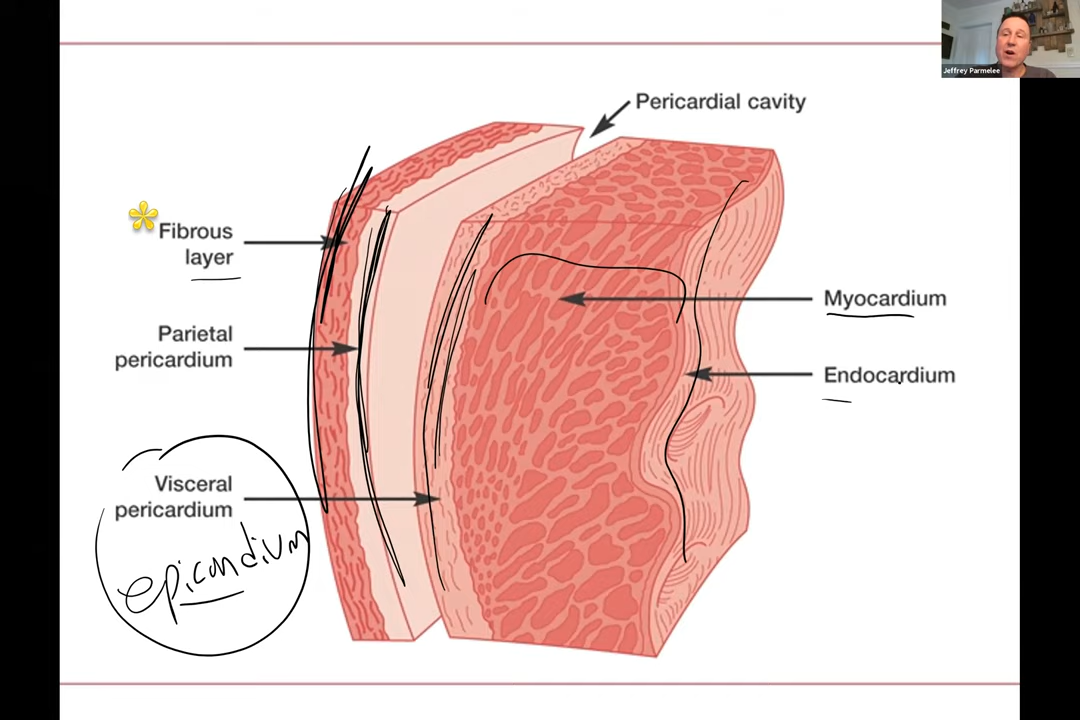 Jeffrey Parmelee
Pericardial cavity
Fibrous
layer
Parietal
pericardium
Visceral
pericardium
epicardium
Myocardium
Endocardium